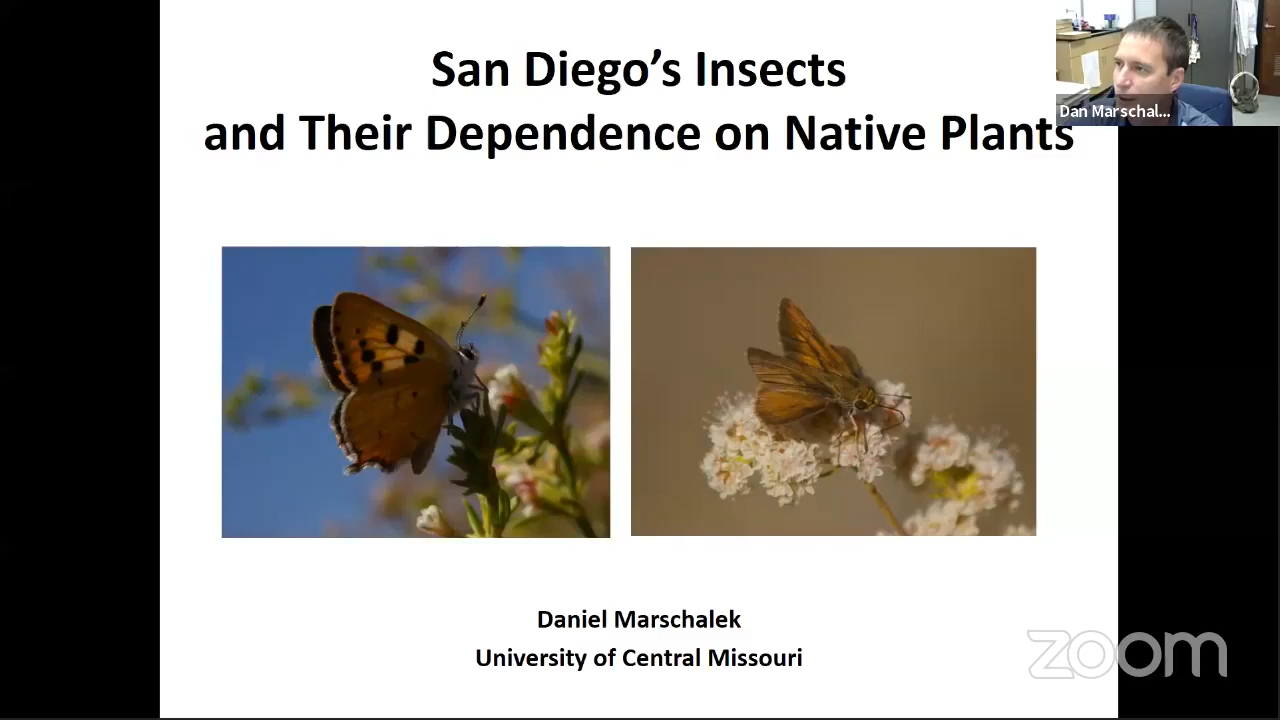 San Diego’s Insects
and Their Dependence on Native Plants
Dan Marschal...
Daniel Marschalek
University of Central Missouri
zoom